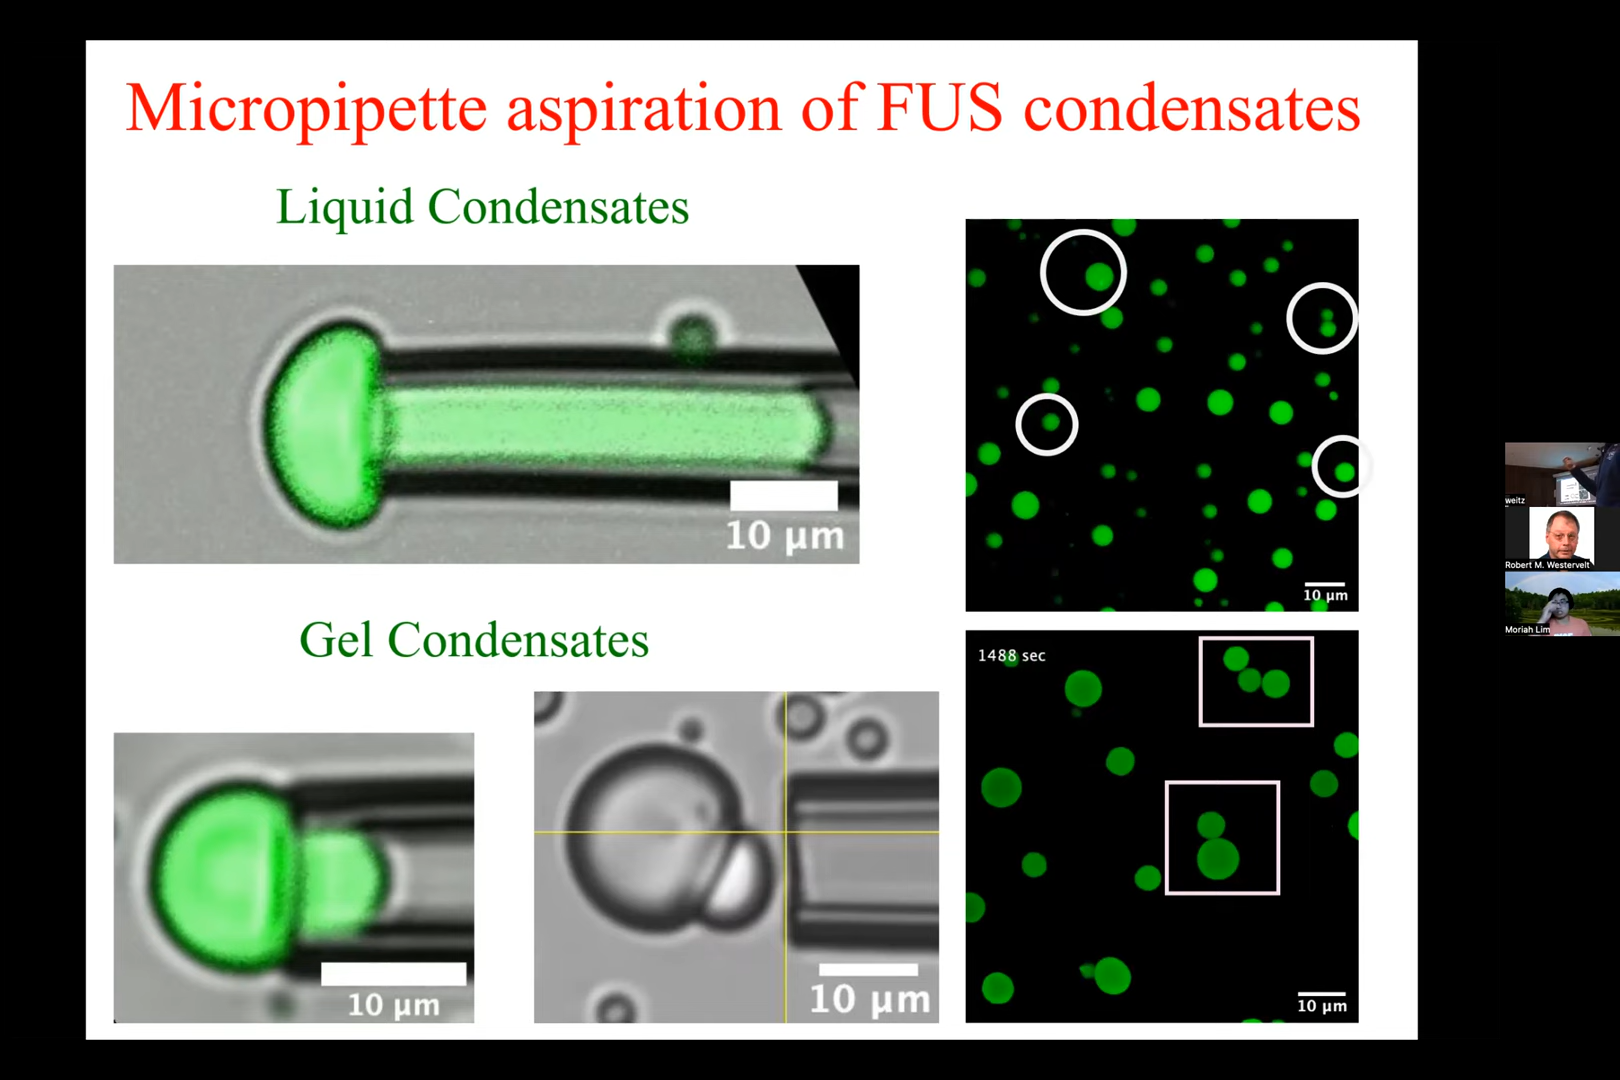 Micropipette aspiration of FUS condensates
Liquid Condensates
10 µm
10 µm
Gel Condensates
10 µm
10 µm
1488 sec
10 µm
weitz
Robert M. Westervelt
Moriah Lim